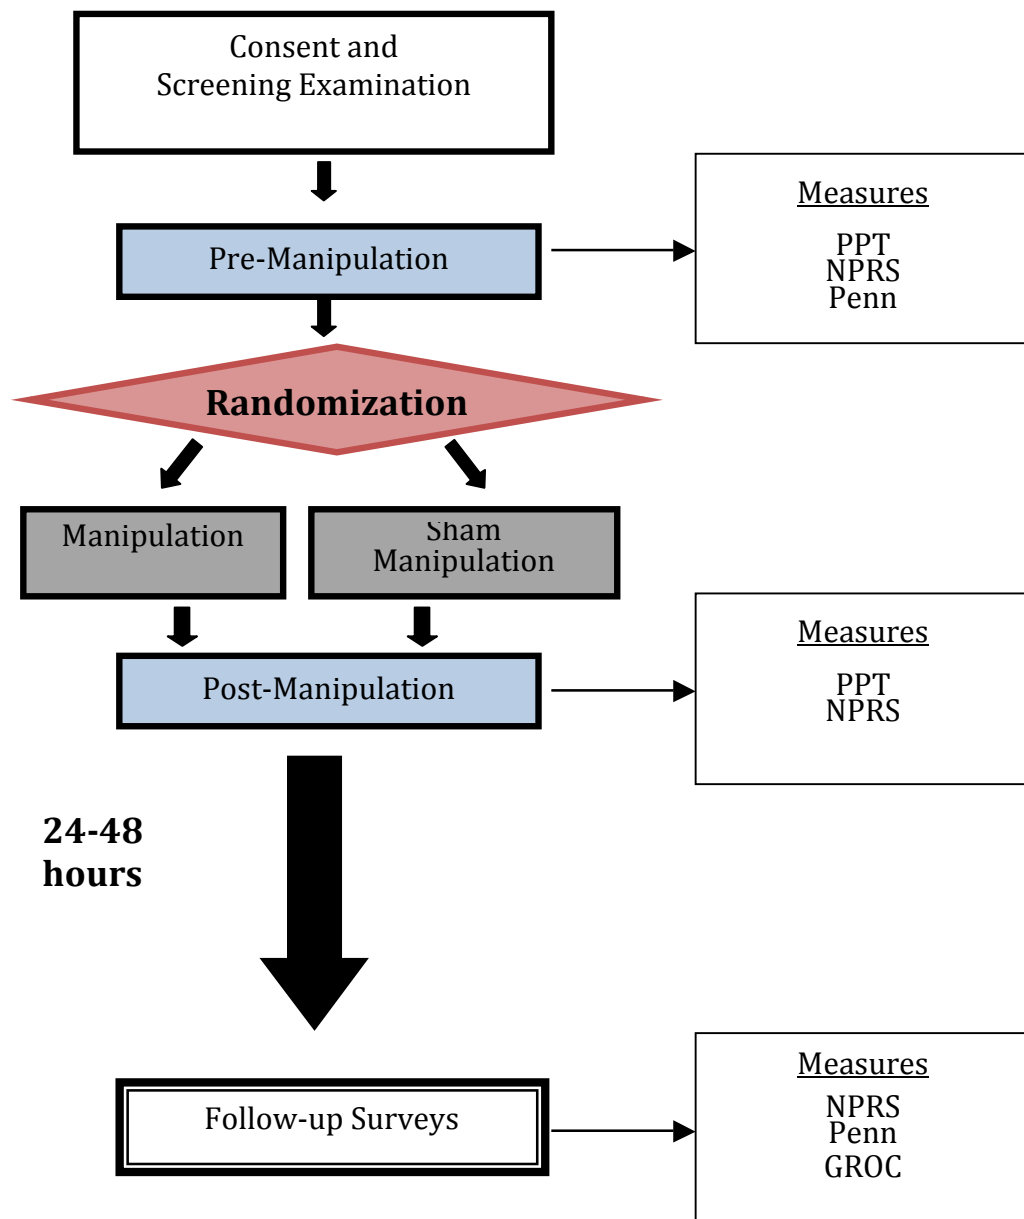 Consent and
Screening Examination
Pre-Manipulation
Measures
PPT
NPRS
Penn
Randomization
Manipulation
Sham
Manipulation
Post-Manipulation
Measures
PPT
NPRS
24-48
hours
Follow-up Surveys
Measures
NPRS
Penn
GROC